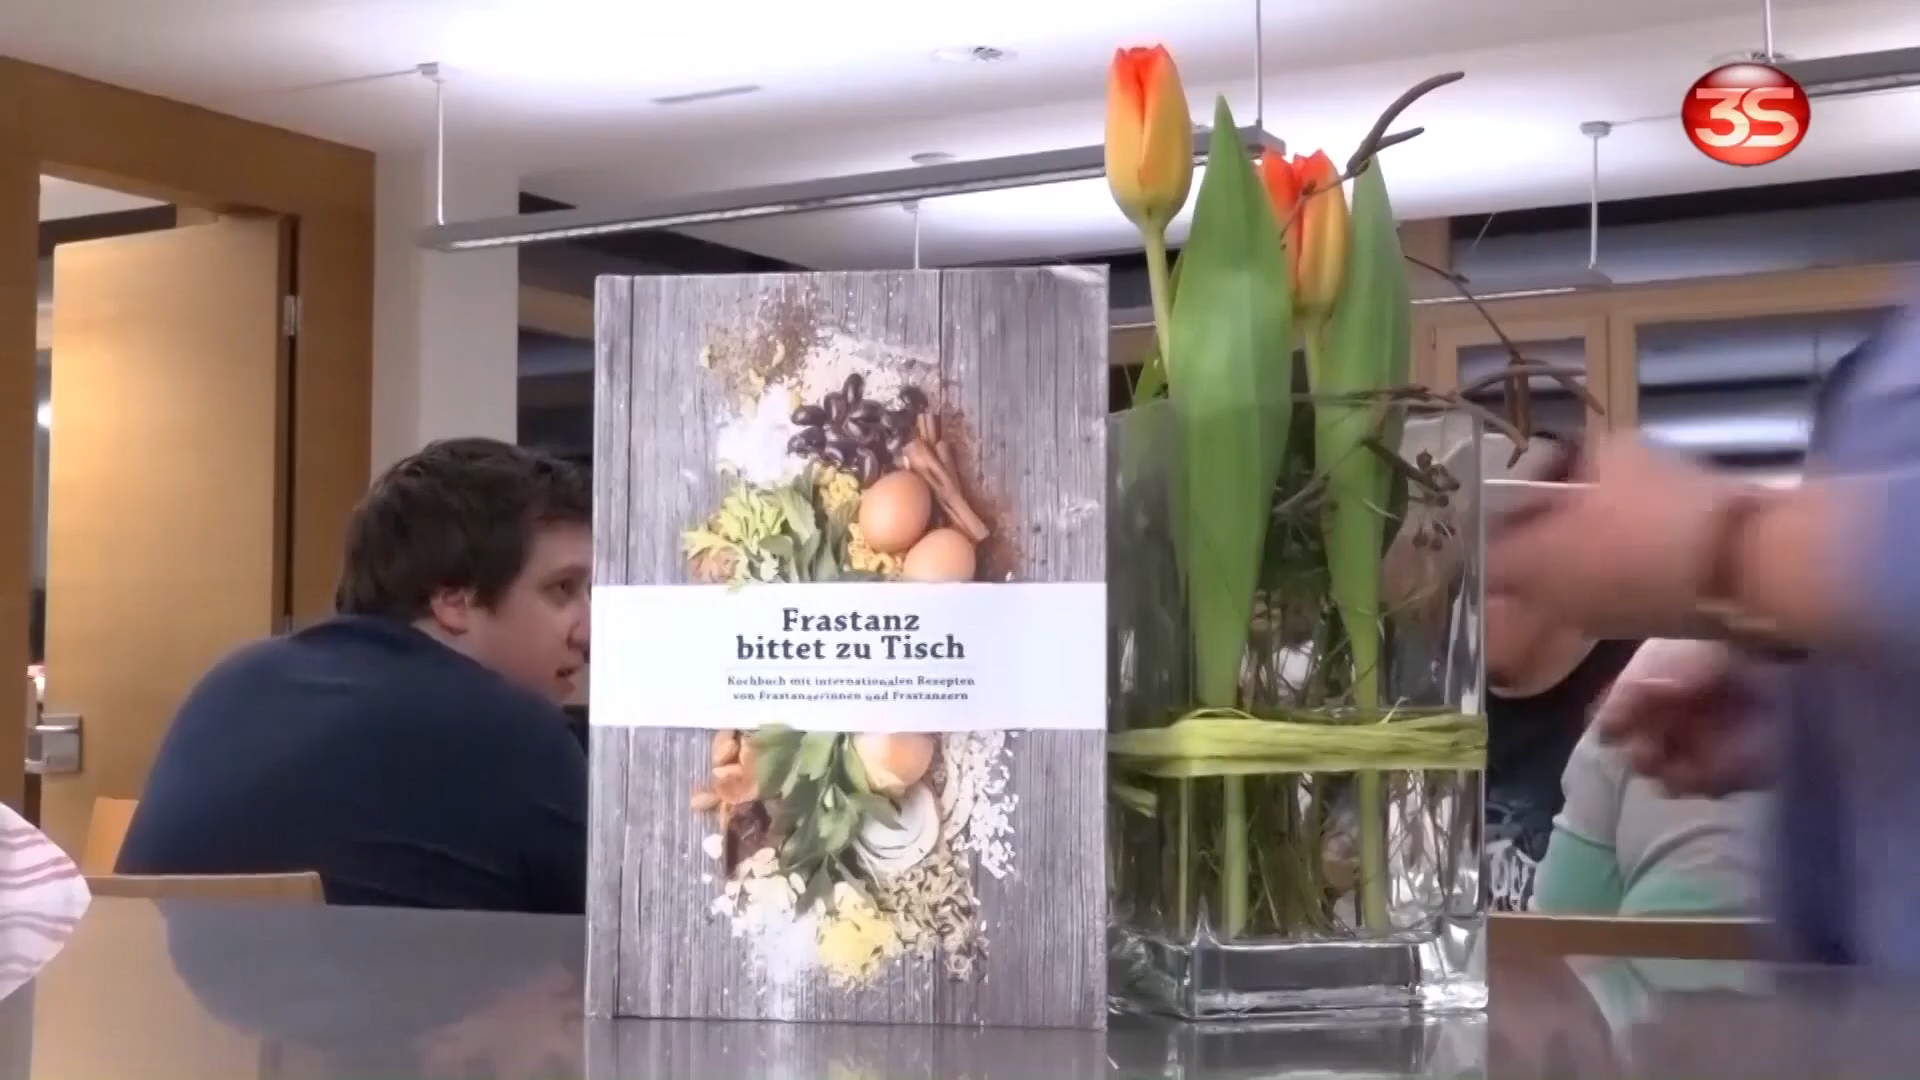 3S
Frastanz
bittet zu Tisch
Kochbuch mit internationalen Rezepten
von Frastanzerinnen und Frastanzern